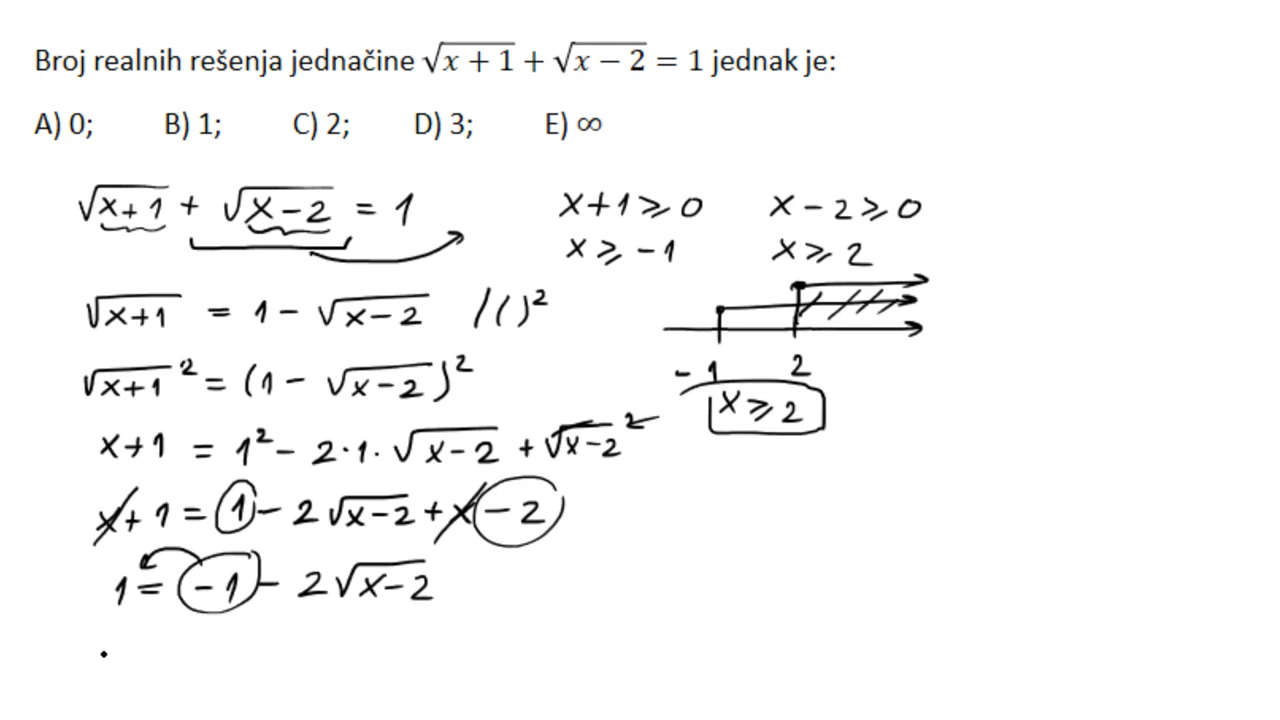 Broj realnih rešenja jednačine √x + 1 + √x − 2 = 1 jednak je:
A) 0; B) 1; C) 2; D) 3; E) ∞
√x+1 + √x−2 = 1
x+1 ⩾ 0 x − 2 ⩾ 0
x ⩾ −1 x ⩾ 2
√x+1 = 1 − √x−2 /( )²
√x+1 ² = (1 − √x−2 )²
−1 2
x ⩾ 2
x+1 = 1² − 2·1·√x−2 + √x−2 ²
x+1 = 1 − 2√x−2 + x − 2
1 = −1 − 2√x−2